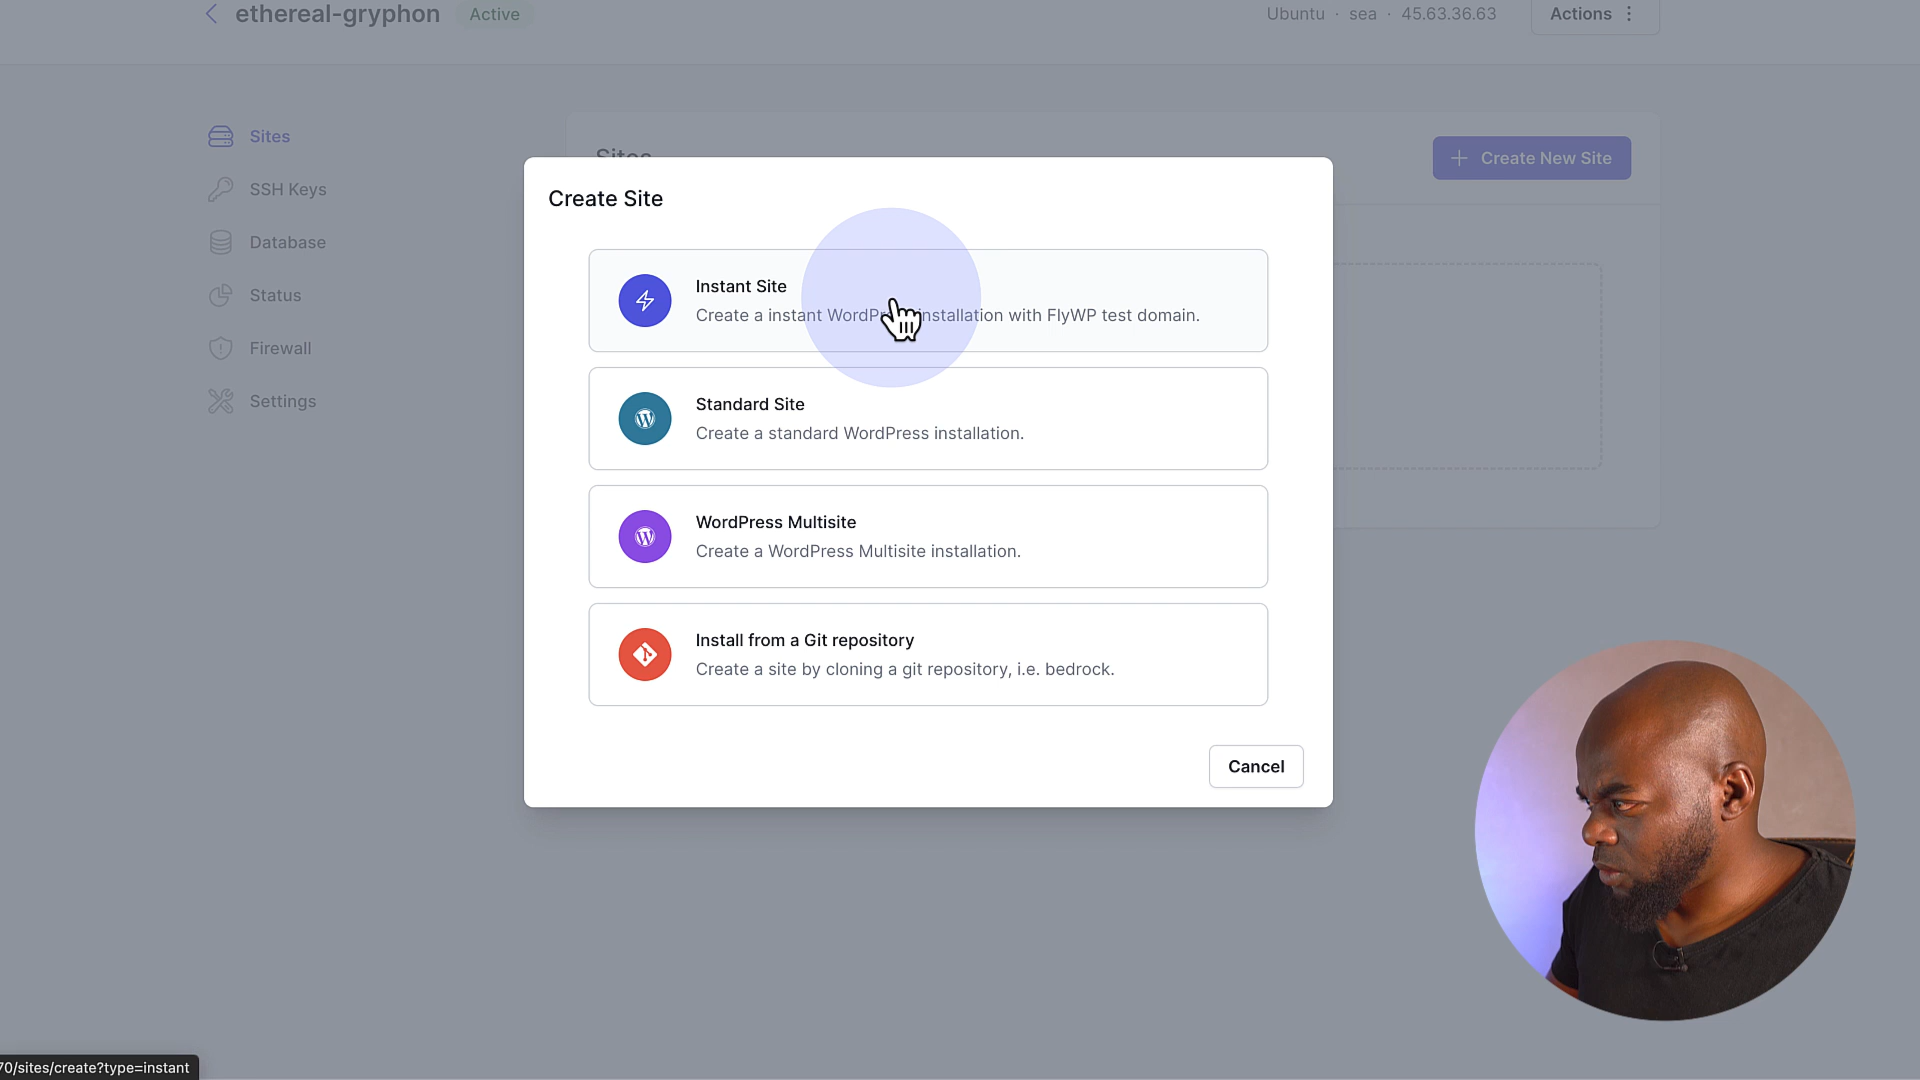 ethereal-gryphon
Active
Ubuntu · sea · 45.63.36.63
Actions
Sites
SSH Keys
Database
Status
Firewall
Settings
Sites
Create New Site
Create Site
Instant Site
Create a instant WordPress installation with FlyWP test domain.
Standard Site
Create a standard WordPress installation.
WordPress Multisite
Create a WordPress Multisite installation.
Install from a Git repository
Create a site by cloning a git repository, i.e. bedrock.
Cancel
70/sites/create?type=instant